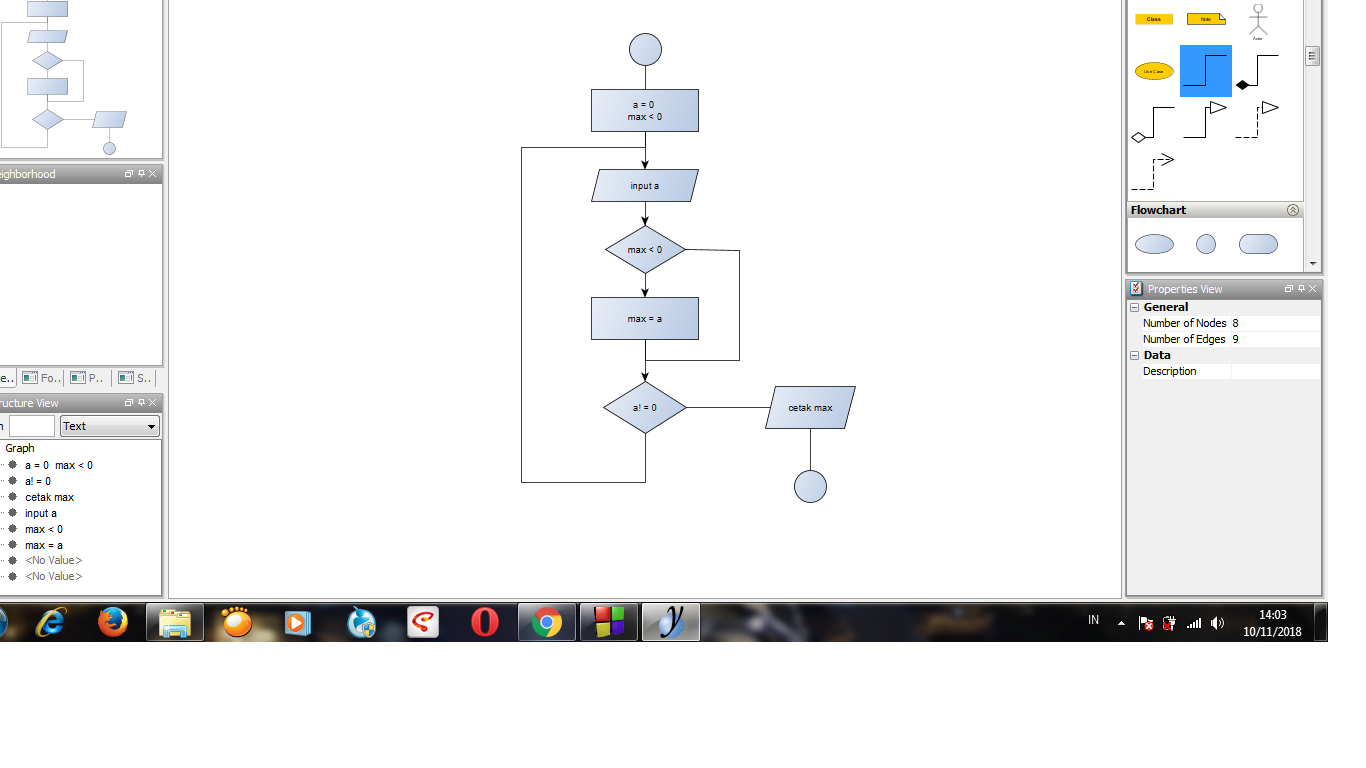 a = 0
max < 0
input a
max < 0
max = a
a! = 0
cetak max
eighborhood
e..
Fo..
P..
S..
ucture View
Text
Graph
a = 0  max < 0
a! = 0
cetak max
input a
max < 0
max = a
<No Value>
<No Value>
Class
Note
Actor
Use Case
Flowchart
Properties View
General
Number of Nodes 8
Number of Edges 9
Data
Description
IN
14:03
10/11/2018